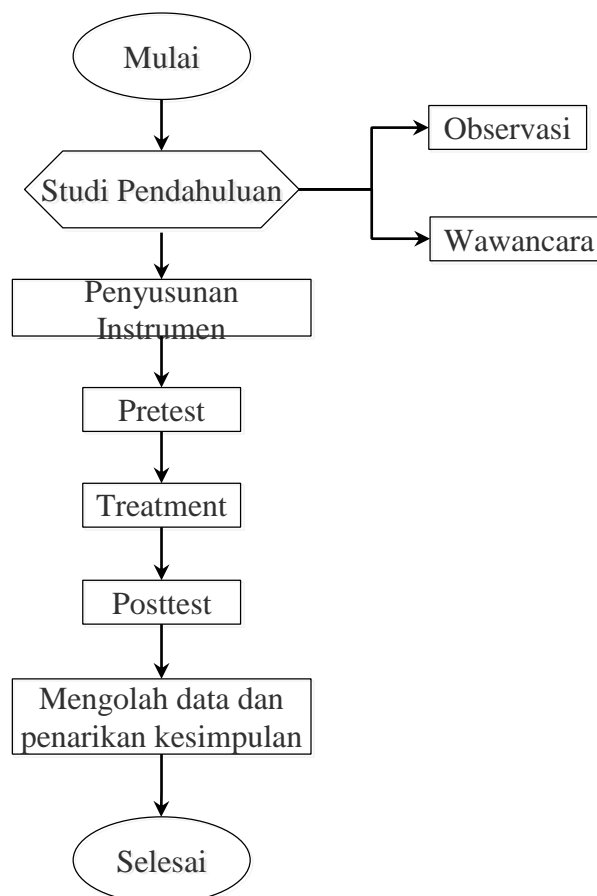 Mulai
Observasi
Studi Pendahuluan
Wawancara
Penyusunan
Instrumen
Pretest
Treatment
Posttest
Mengolah data dan
penarikan kesimpulan
Selesai